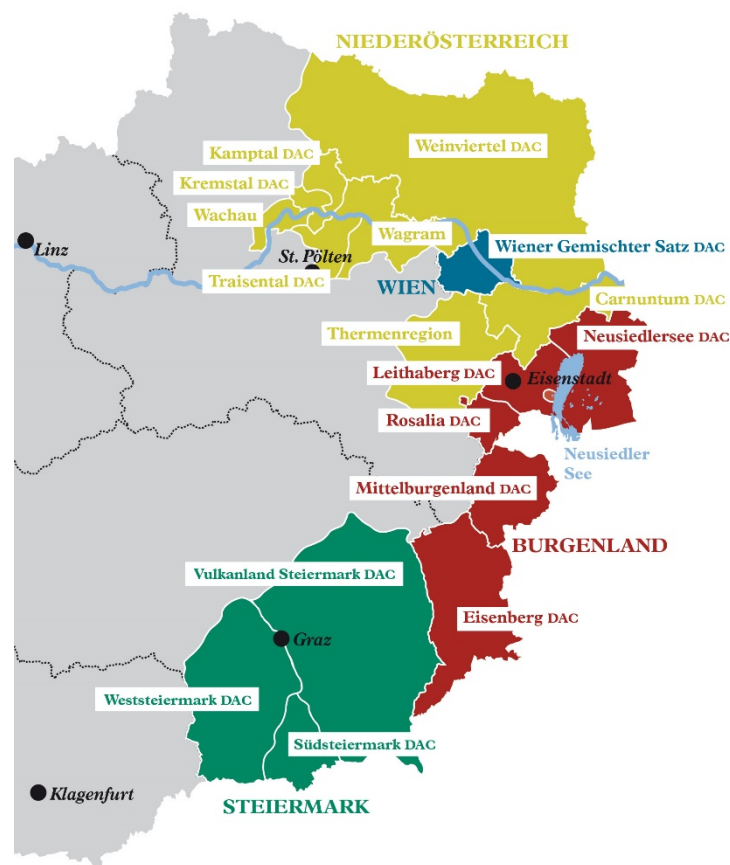 NIEDERÖSTERREICH
Weinviertel DAC
Kamptal DAC
Kremstal DAC
Wachau
Wagram
Linz
St. Pölten
Wiener Gemischter Satz DAC
Traisental DAC
WIEN
Carnuntum DAC
Thermenregion
Neusiedlersee DAC
Leithaberg DAC
Eisenstadt
Rosalia DAC
Neusiedler
See
Mittelburgenland DAC
BURGENLAND
Vulkanland Steiermark DAC
Eisenberg DAC
Graz
Weststeiermark DAC
Südsteiermark DAC
Klagenfurt
STEIERMARK